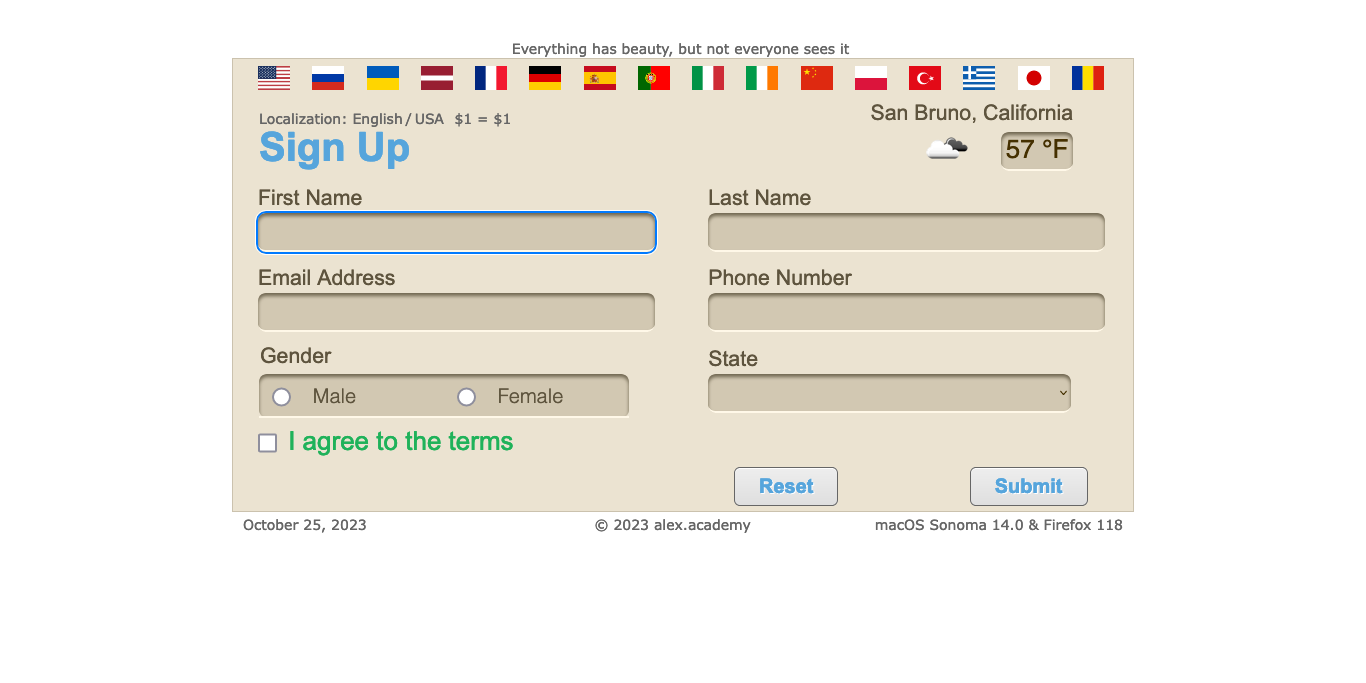 Everything has beauty, but not everyone sees it
Localization: English / USA $1 = $1
San Bruno, California
Sign Up
57 °F
First Name
Last Name
Email Address
Phone Number
Gender
State
Male
Female
I agree to the terms
Reset
Submit
October 25, 2023
© 2023 alex.academy
macOS Sonoma 14.0 & Firefox 118